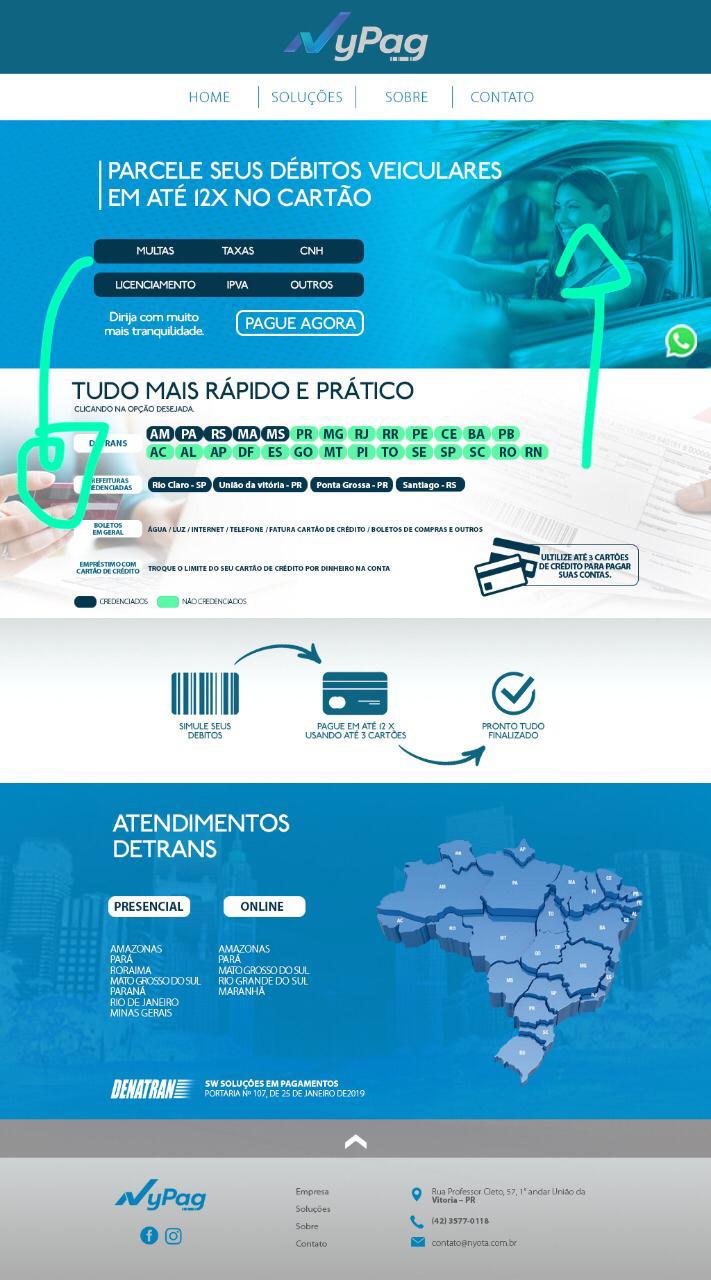 NyPag
HOME SOLUÇÕES SOBRE CONTATO
PARCELE SEUS DÉBITOS VEICULARES
EM ATÉ 12X NO CARTÃO
MULTAS TAXAS CNH
LICENCIAMENTO IPVA OUTROS
Dirija com muito
mais tranquilidade.
PAGUE AGORA
TUDO MAIS RÁPIDO E PRÁTICO
CLICANDO NA OPÇÃO DESEJADA.
AM PA RS MA MS PR MG RJ RR PE CE BA PB
AC AL AP DF ES GO MT PI TO SE SP SC RO RN
Rio Claro - SP União da vitória - PR Ponta Grossa - PR Santiago - RS
BOLETOS
EM GERAL
ÁGUA / LUZ / INTERNET / TELEFONE / FATURA CARTÃO DE CRÉDITO / BOLETOS DE COMPRAS E OUTROS
EMPRÉSTIMO COM
CARTÃO DE CRÉDITO
TROQUE O LIMITE DO SEU CARTÃO DE CRÉDITO POR DINHEIRO NA CONTA
ULTILIZE ATÉ 3 CARTÕES
DE CRÉDITO PARA PAGAR
SUAS CONTAS.
CREDENCIADOS NÃO CREDENCIADOS
SIMULE SEUS
DEBITOS
PAGUE EM ATÉ 12 X
USANDO ATÉ 3 CARTÕES
PRONTO TUDO
FINALIZADO
ATENDIMENTOS
DETRANS
PRESENCIAL
AMAZONAS
PARÁ
RORAIMA
MATO GROSSO DO SUL
PARANÁ
RIO DE JANEIRO
MINAS GERAIS
ONLINE
AMAZONAS
PARÁ
MATO GROSSO DO SUL
RIO GRANDE DO SUL
MARANHÃ
DENATRAN
SW SOLUÇÕES EM PAGAMENTOS
PORTARIA Nº 107, DE 25 DE JANEIRO DE2019
NyPag
Empresa
Soluções
Sobre
Contato
Rua Professor Cleto, 57, 1° andar União da
Vitoria – PR
(42) 3577-0118
contato@nyota.com.br